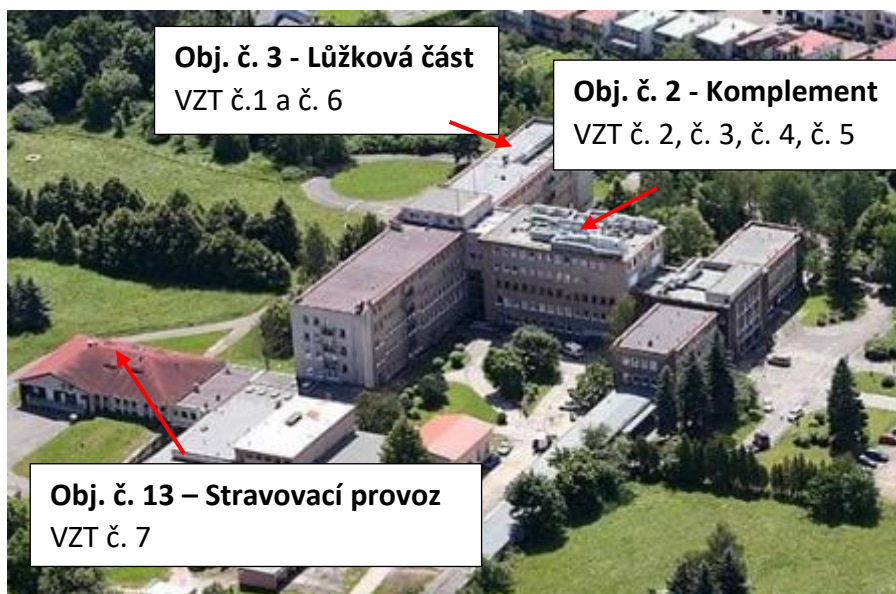 Obj. č. 3 - Lůžková část
VZT č.1 a č. 6
Obj. č. 2 - Komplement
VZT č. 2, č. 3, č. 4, č. 5
Obj. č. 13 – Stravovací provoz
VZT č. 7